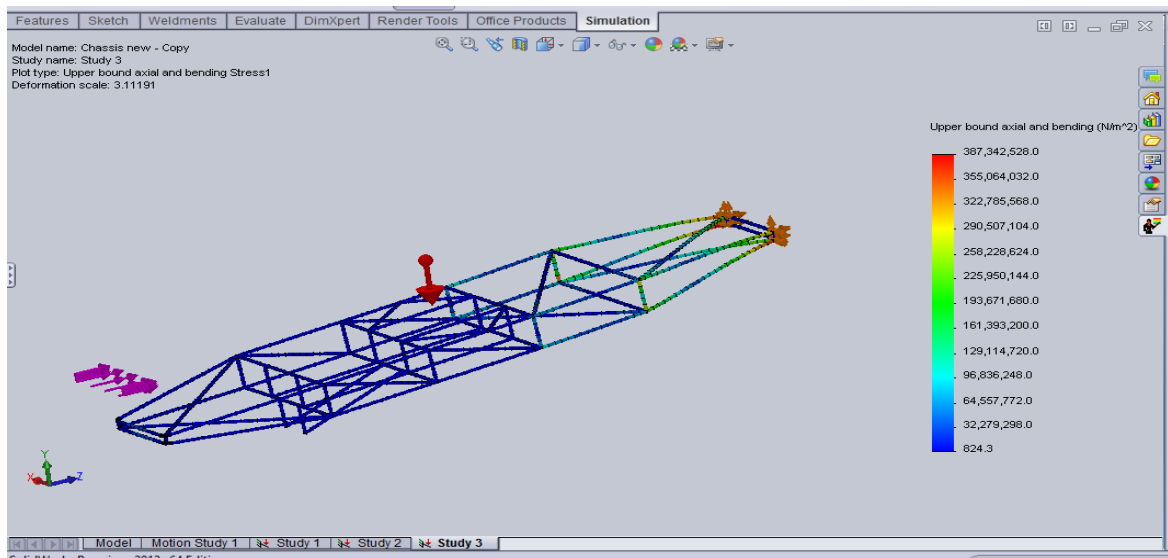 Features Sketch Weldments Evaluate DimXpert Render Tools Office Products Simulation
Model name: Chassis new - Copy
Study name: Study 3
Plot type: Upper bound axial and bending Stress1
Deformation scale: 3.11191
Upper bound axial and bending (N/m^2)
387,342,528.0
355,064,032.0
322,785,568.0
290,507,104.0
258,228,624.0
225,950,144.0
193,671,680.0
161,393,200.0
129,114,720.0
96,836,248.0
64,557,772.0
32,279,298.0
824.3
Y
X
Z
Model Motion Study 1 Study 1 Study 2 Study 3